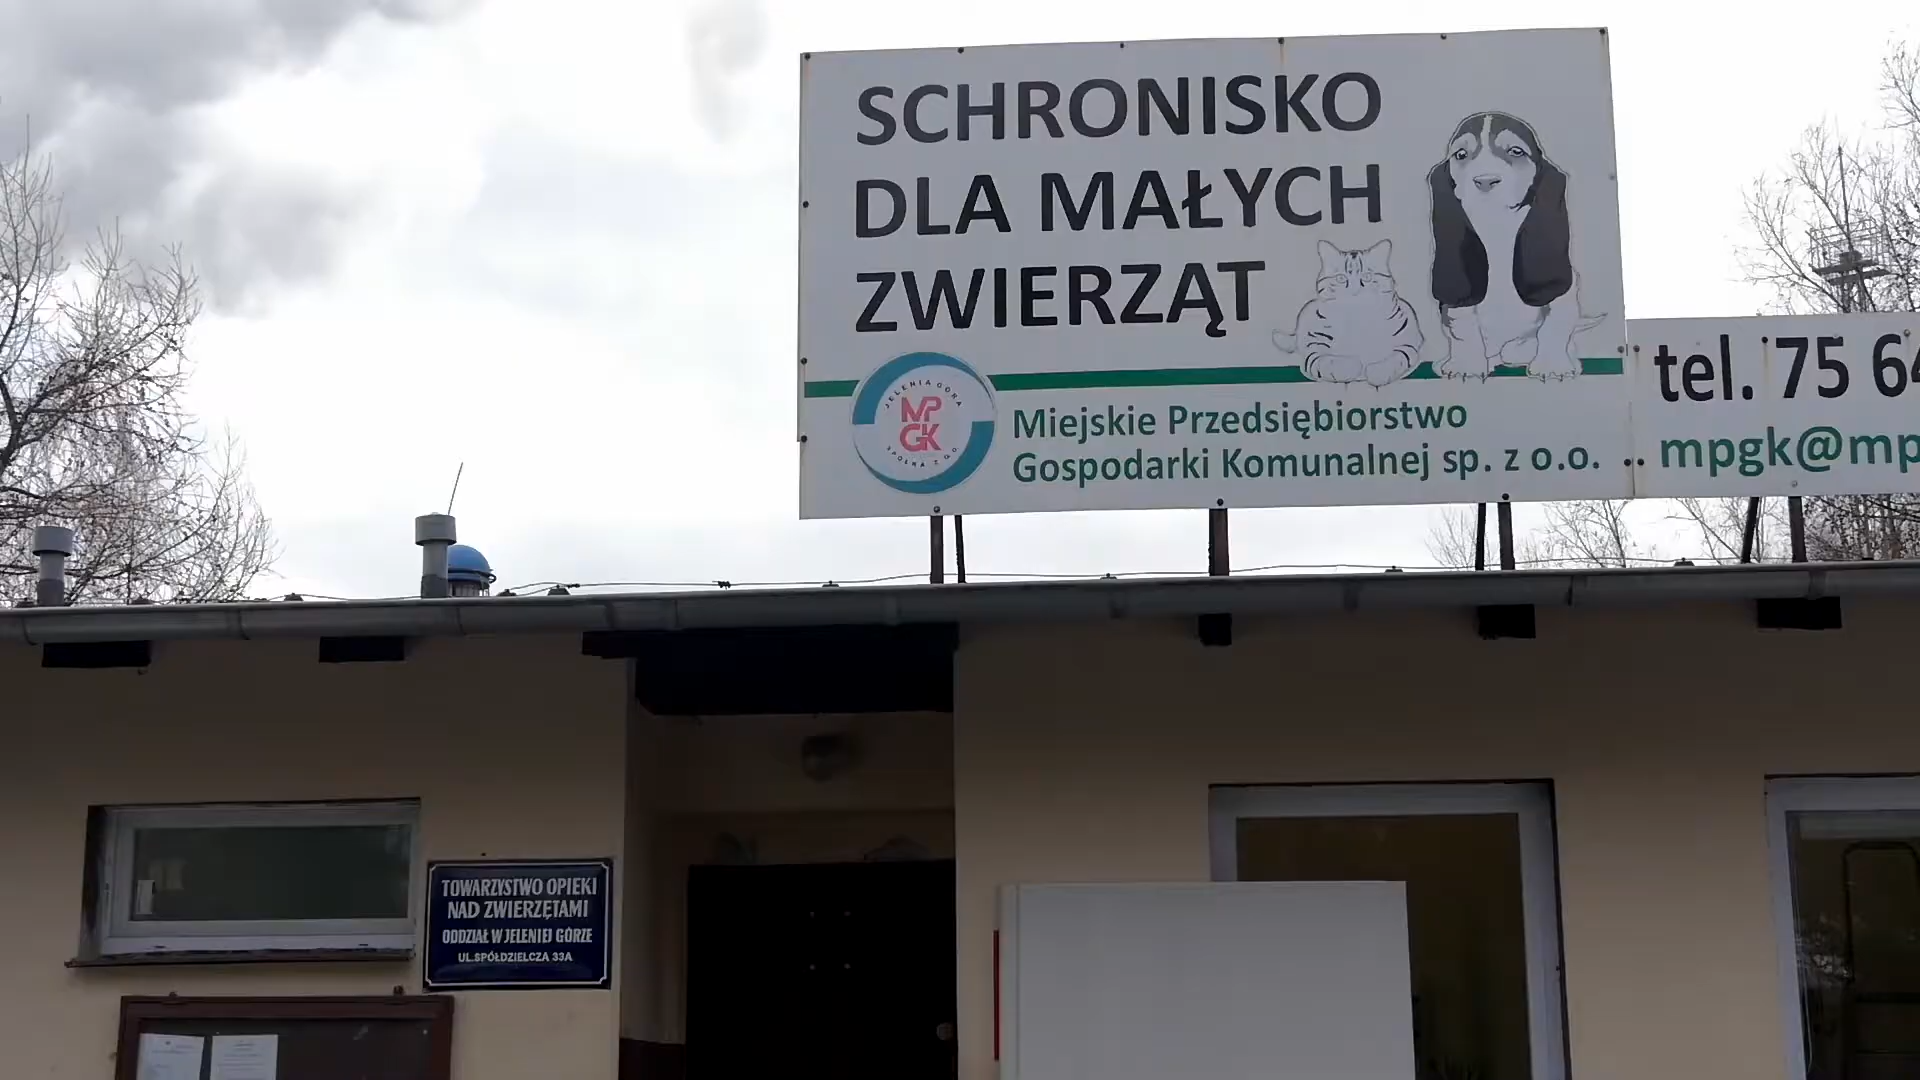 SCHRONISKO
DLA MAŁYCH
ZWIERZĄT
JELENIA GÓRA
MPGK
SPÓŁKA Z O.O.
Miejskie Przedsiębiorstwo
Gospodarki Komunalnej sp. z o.o.
tel. 75 64
mpgk@mp
TOWARZYSTWO OPIEKI
NAD ZWIERZĘTAMI
ODDZIAŁ W JELENIEJ GÓRZE
UL. SPÓŁDZIELCZA 33A